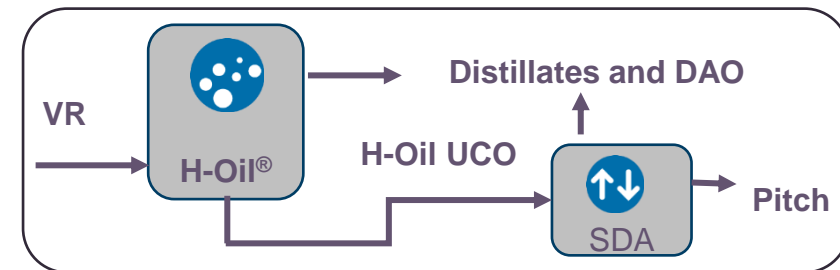 VR
H-Oil®
Distillates and DAO
H-Oil UCO
SDA
Pitch